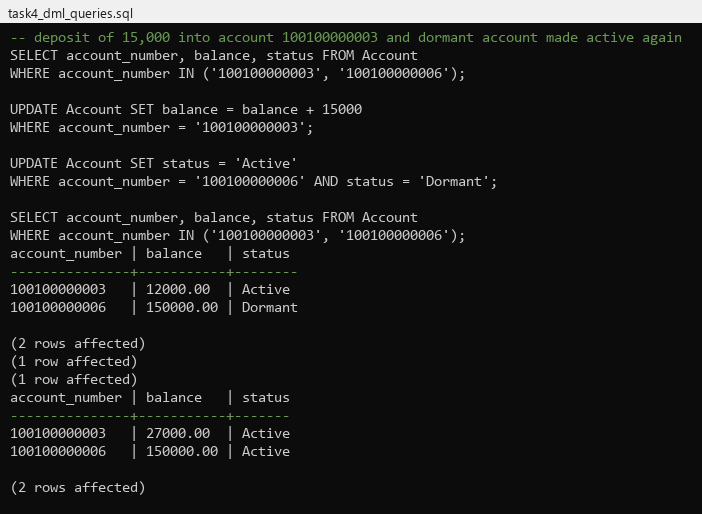 task4_dml_queries.sql
-- deposit of 15,000 into account 100100000003 and dormant account made active again
SELECT account_number, balance, status FROM Account
WHERE account_number IN ('100100000003', '100100000006');

UPDATE Account SET balance = balance + 15000
WHERE account_number = '100100000003';

UPDATE Account SET status = 'Active'
WHERE account_number = '100100000006' AND status = 'Dormant';

SELECT account_number, balance, status FROM Account
WHERE account_number IN ('100100000003', '100100000006');
account_number | balance   | status
---------------+-----------+--------
100100000003   | 12000.00  | Active
100100000006   | 150000.00 | Dormant

(2 rows affected)
(1 row affected)
(1 row affected)
account_number | balance   | status
---------------+-----------+-------
100100000003   | 27000.00  | Active
100100000006   | 150000.00 | Active

(2 rows affected)